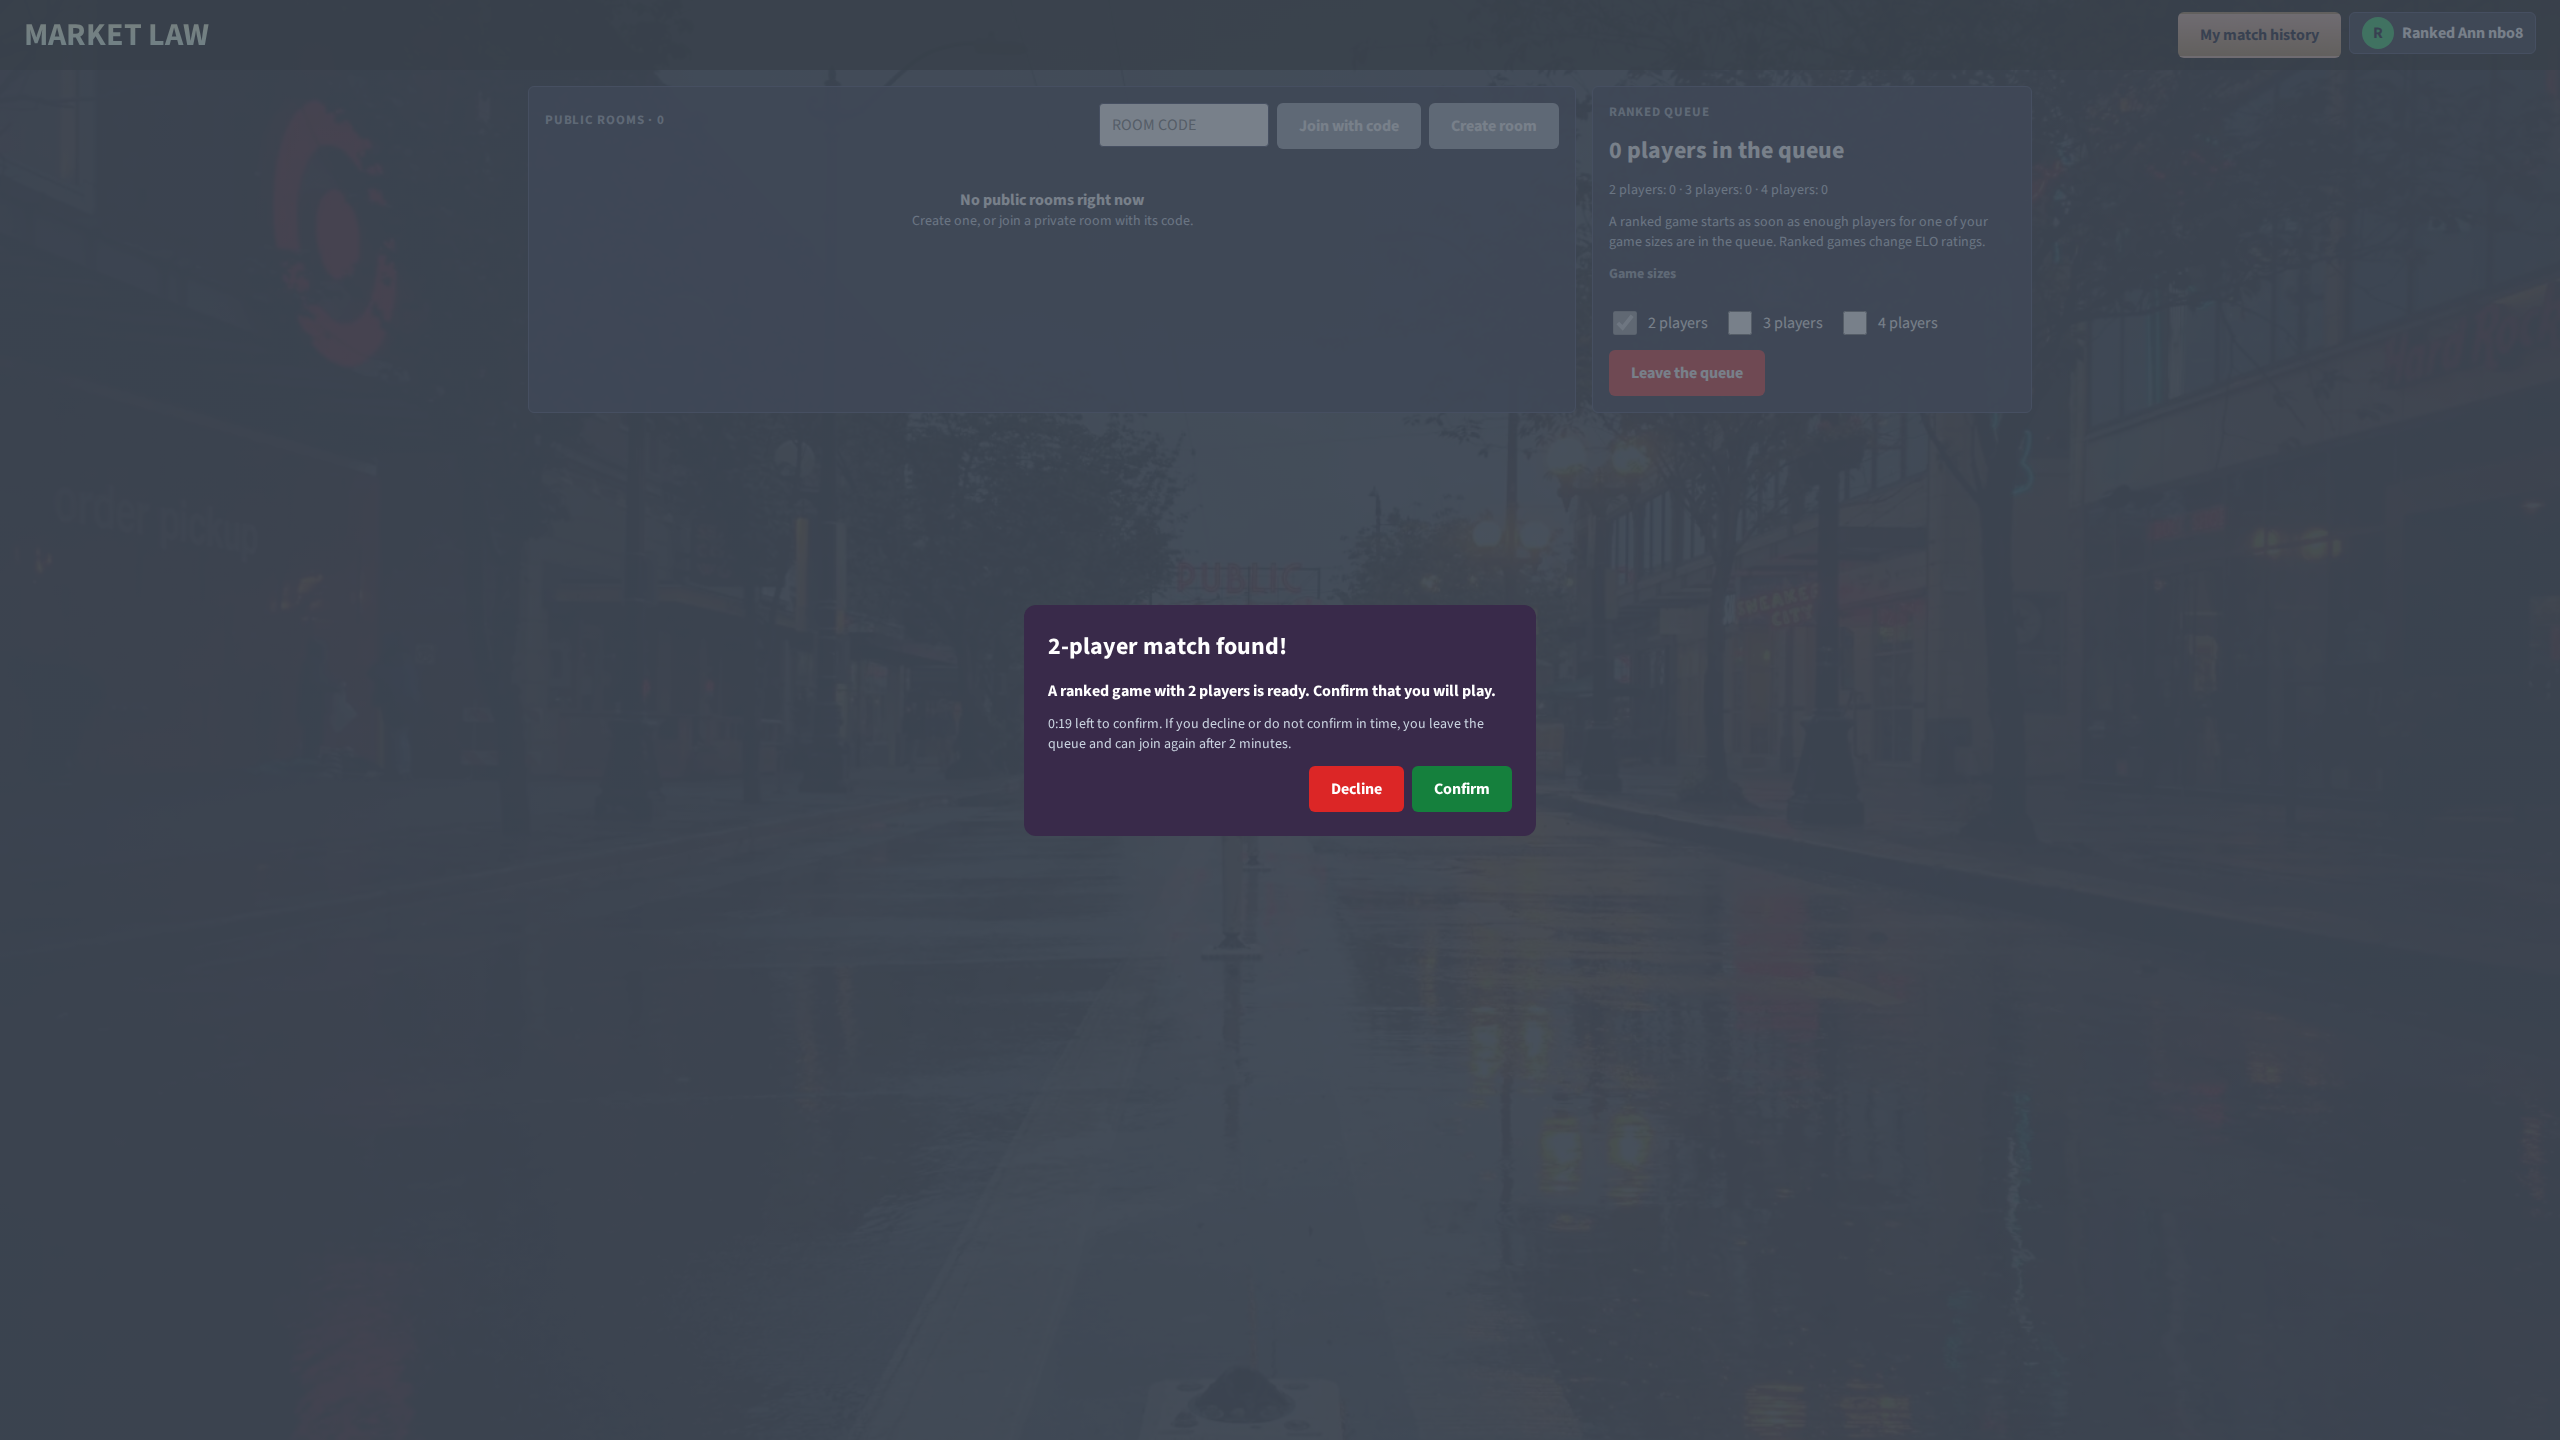 MARKET LAW
My match history
R
Ranked Ann nbo8
PUBLIC ROOMS · 0
ROOM CODE
Join with code
Create room
No public rooms right now
Create one, or join a private room with its code.
RANKED QUEUE
0 players in the queue
2 players: 0 · 3 players: 0 · 4 players: 0
A ranked game starts as soon as enough players for one of your
game sizes are in the queue. Ranked games change ELO ratings.
Game sizes
2 players
3 players
4 players
Leave the queue
order pickup
PUBLIC
SNEAKER
CITY
2-player match found!
A ranked game with 2 players is ready. Confirm that you will play.
0:19 left to confirm. If you decline or do not confirm in time, you leave the
queue and can join again after 2 minutes.
Decline
Confirm